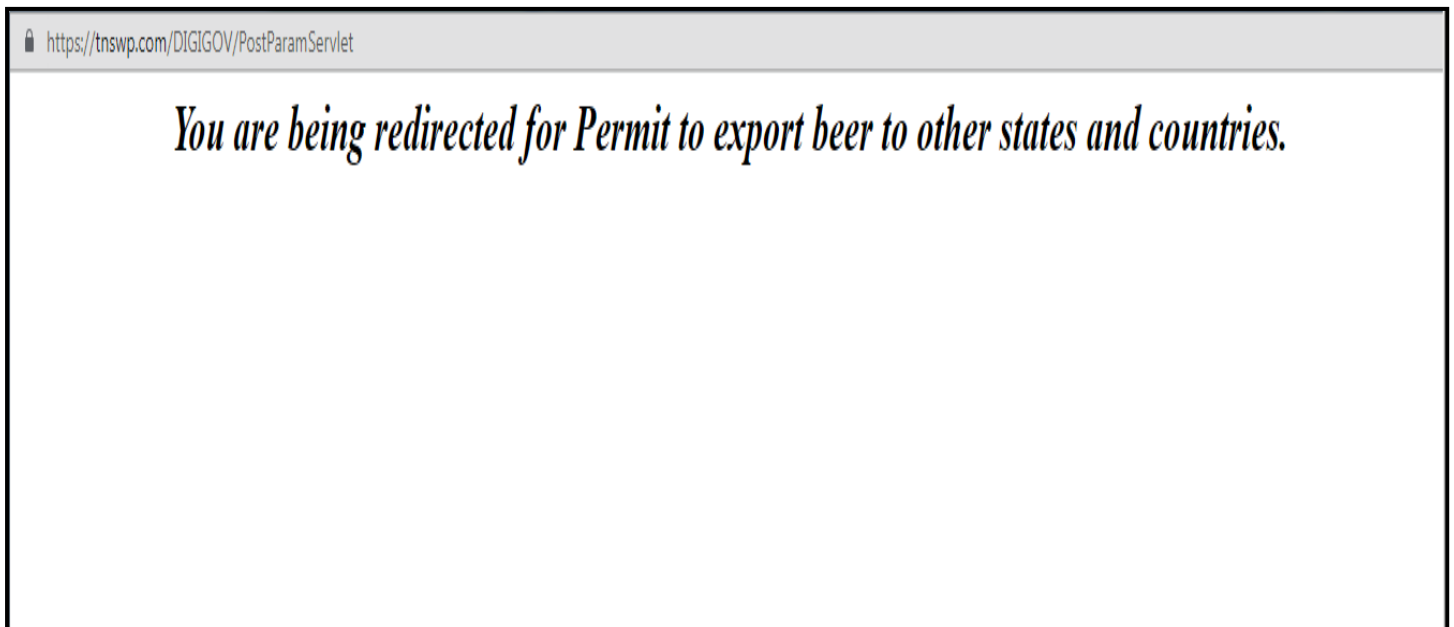 https://tnswp.com/DIGIGOV/PostParamServlet
You are being redirected for Permit to export beer to other states and countries.